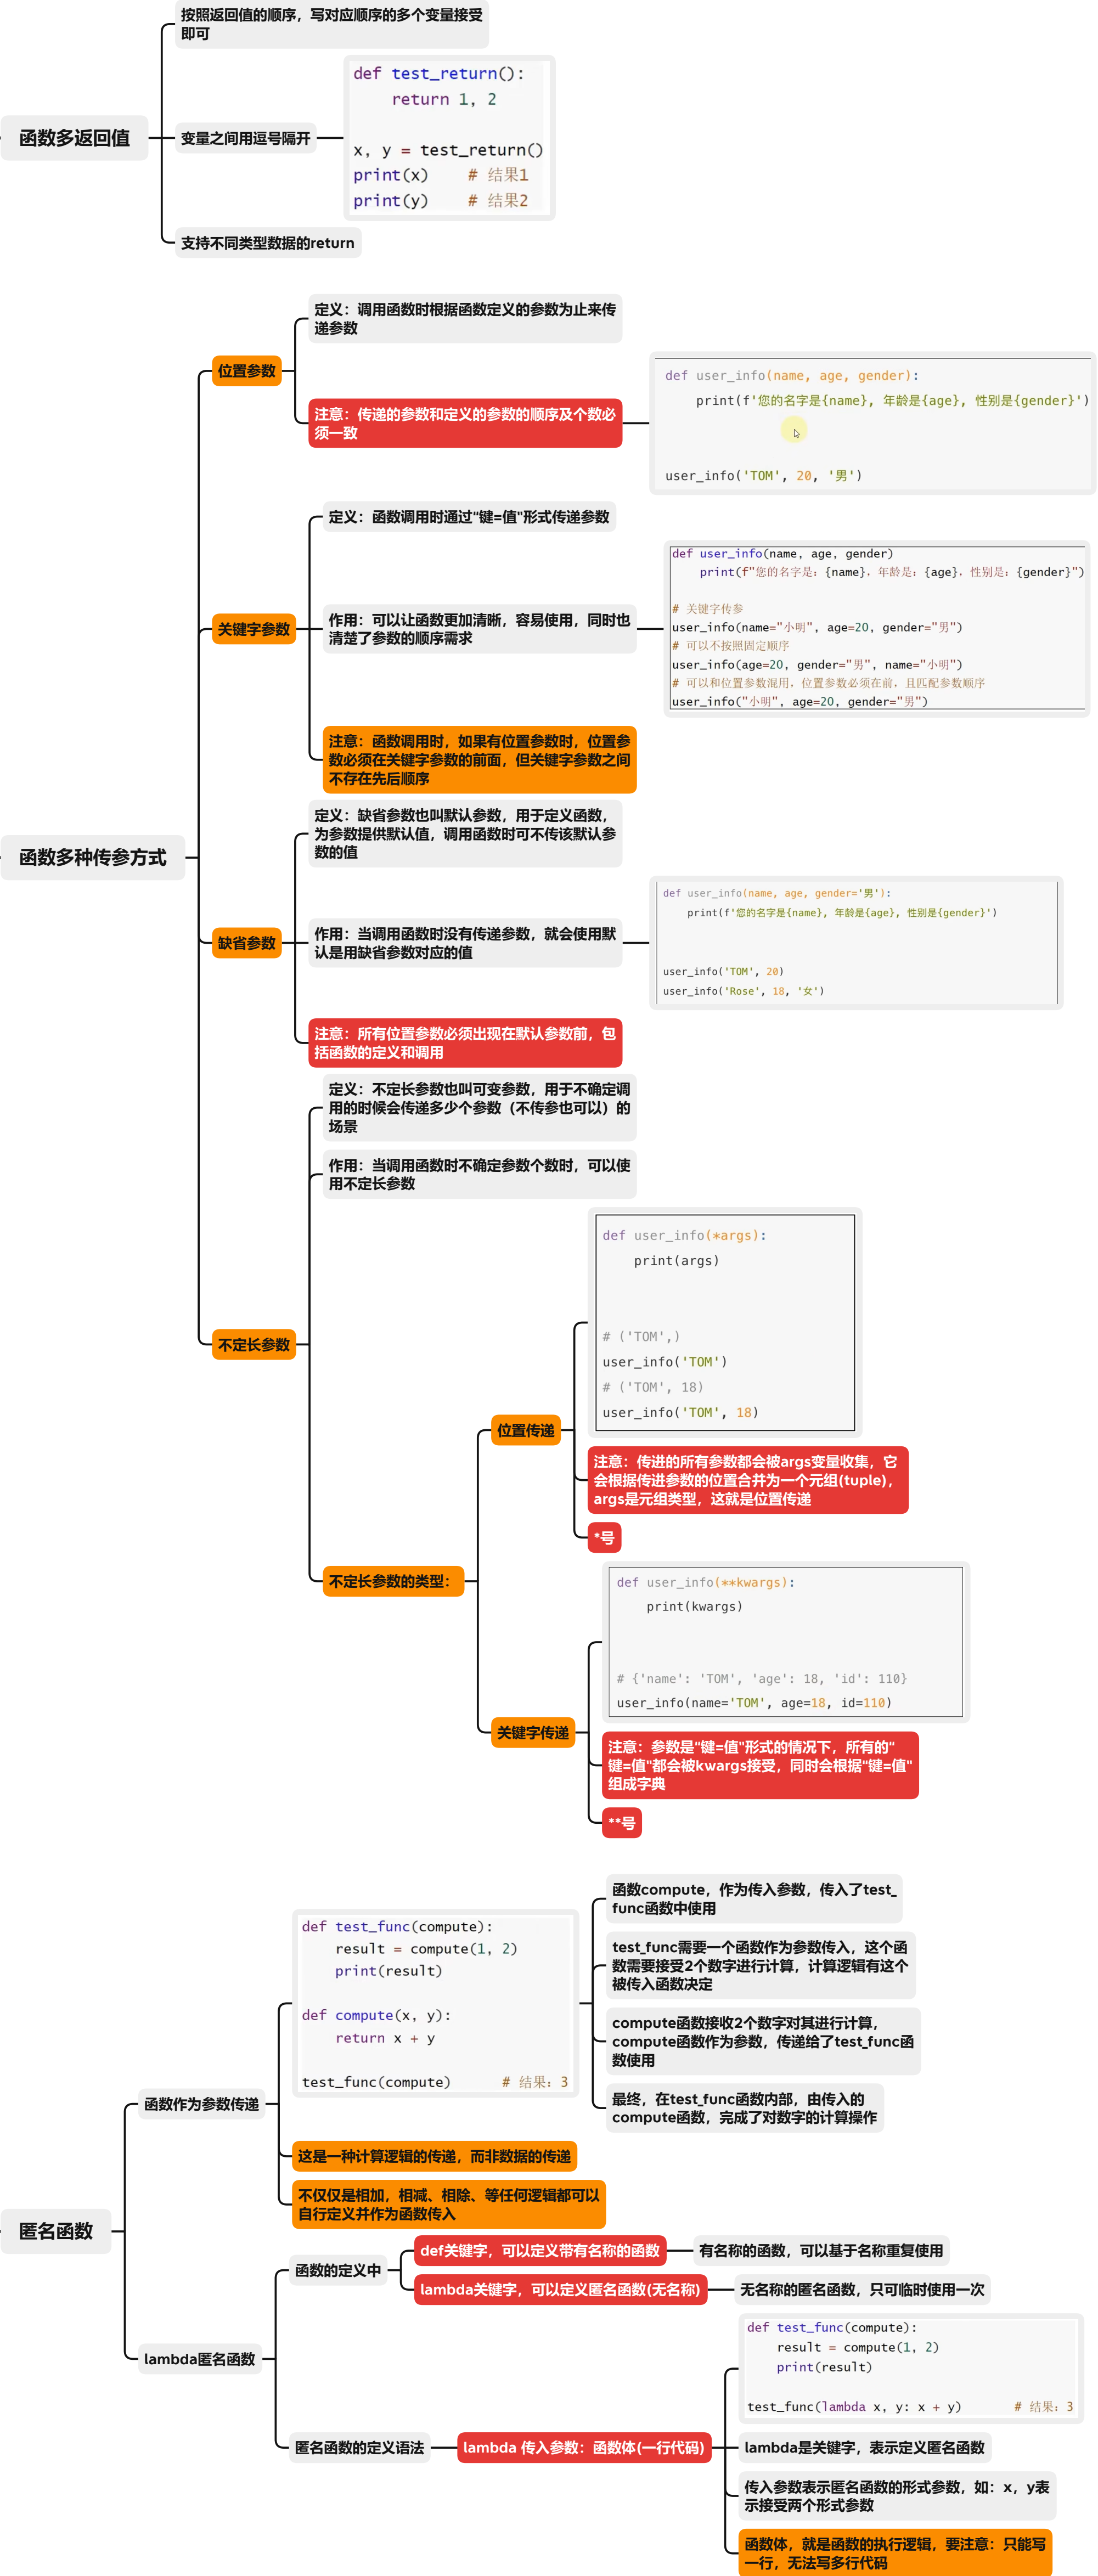 函数多返回值
按照返回值的顺序，写对应顺序的多个变量接受
即可
变量之间用逗号隔开
def test_return():
    return 1, 2
x, y = test_return()
print(x)    # 结果1
print(y)    # 结果2
支持不同类型数据的return
函数多种传参方式
位置参数
定义：调用函数时根据函数定义的参数为止来传
递参数
注意：传递的参数和定义的参数的顺序及个数必
须一致
def user_info(name, age, gender):
    print(f'您的名字是{name}, 年龄是{age}, 性别是{gender}')
user_info('TOM', 20, '男')
关键字参数
定义：函数调用时通过“键=值"形式传递参数
作用：可以让函数更加清晰，容易使用，同时也
清楚了参数的顺序需求
def user_info(name, age, gender)
    print(f"您的名字是：{name}，年龄是：{age}，性别是：{gender}")
# 关键字传参
user_info(name="小明", age=20, gender="男")
# 可以不按照固定顺序
user_info(age=20, gender="男", name="小明")
# 可以和位置参数混用，位置参数必须在前，且匹配参数顺序
user_info("小明", age=20, gender="男")
注意：函数调用时，如果有位置参数时，位置参
数必须在关键字参数的前面，但关键字参数之间
不存在先后顺序
缺省参数
定义：缺省参数也叫默认参数，用于定义函数，
为参数提供默认值，调用函数时可不传该默认参
数的值
作用：当调用函数时没有传递参数，就会使用默
认是用缺省参数对应的值
def user_info(name, age, gender='男'):
    print(f'您的名字是{name}, 年龄是{age}, 性别是{gender}')
user_info('TOM', 20)
user_info('Rose', 18, '女')
注意：所有位置参数必须出现在默认参数前，包
括函数的定义和调用
不定长参数
定义：不定长参数也叫可变参数，用于不确定调
用的时候会传递多少个参数（不传参也可以）的
场景
作用：当调用函数时不确定参数个数时，可以使
用不定长参数
不定长参数的类型：
位置传递
def user_info(*args):
    print(args)
# ('TOM',)
user_info('TOM')
# ('TOM', 18)
user_info('TOM', 18)
注意：传进的所有参数都会被args变量收集，它
会根据传进参数的位置合并为一个元组(tuple)，
args是元组类型，这就是位置传递
*号
关键字传递
def user_info(**kwargs):
    print(kwargs)
# {'name': 'TOM', 'age': 18, 'id': 110}
user_info(name='TOM', age=18, id=110)
注意：参数是“键=值"形式的情况下，所有的“
键=值"都会被kwargs接受，同时会根据“键=值"
组成字典
**号
匿名函数
函数作为参数传递
def test_func(compute):
    result = compute(1, 2)
    print(result)
def compute(x, y):
    return x + y
test_func(compute)    # 结果：3
函数compute，作为传入参数，传入了test_
func函数中使用
test_func需要一个函数作为参数传入，这个函
数需要接受2个数字进行计算，计算逻辑有这个
被传入函数决定
compute函数接收2个数字对其进行计算，
compute函数作为参数，传递给了test_func函
数使用
最终，在test_func函数内部，由传入的
compute函数，完成了对数字的计算操作
这是一种计算逻辑的传递，而非数据的传递
不仅仅是相加，相减、相除、等任何逻辑都可以
自行定义并作为函数传入
lambda匿名函数
函数的定义中
def关键字，可以定义带有名称的函数
有名称的函数，可以基于名称重复使用
lambda关键字，可以定义匿名函数(无名称)
无名称的匿名函数，只可临时使用一次
匿名函数的定义语法
lambda 传入参数：函数体(一行代码)
def test_func(compute):
    result = compute(1, 2)
    print(result)
test_func(lambda x, y: x + y)    # 结果：3
lambda是关键字，表示定义匿名函数
传入参数表示匿名函数的形式参数，如：x，y表
示接受两个形式参数
函数体，就是函数的执行逻辑，要注意：只能写
一行，无法写多行代码